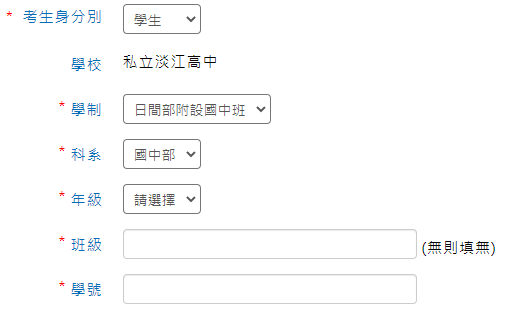 * 考生身分別 學生
學校 私立淡江高中
* 學制 日間部附設國中班
* 科系 國中部
* 年級 請選擇
* 班級 (無則填無)
* 學號